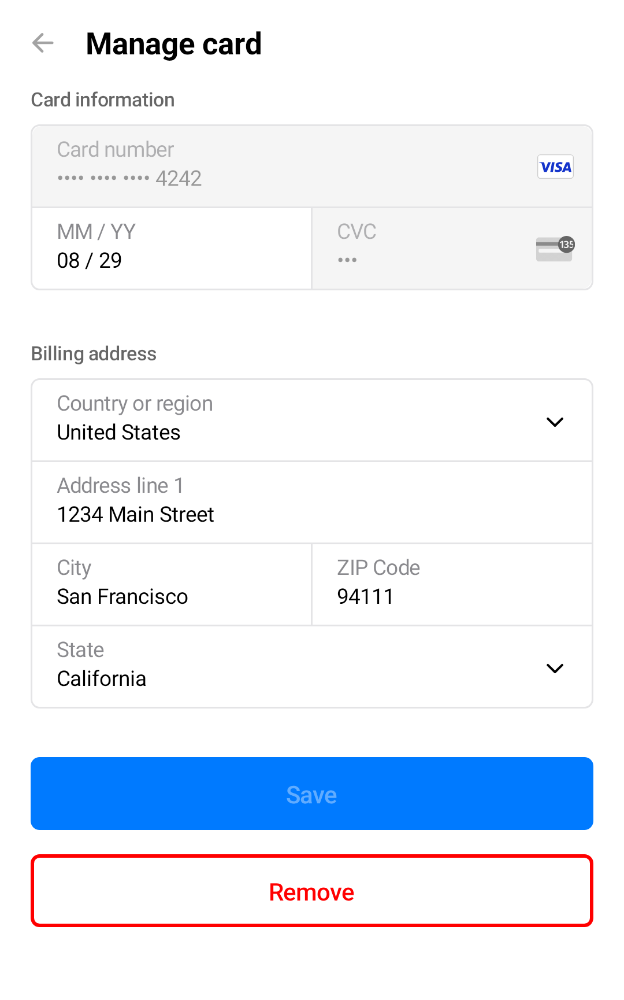 Manage card
Card information
Card number
•••• •••• •••• 4242
VISA
MM / YY
08 / 29
CVC
•••
135
Billing address
Country or region
United States
Address line 1
1234 Main Street
City
San Francisco
ZIP Code
94111
State
California
Save
Remove